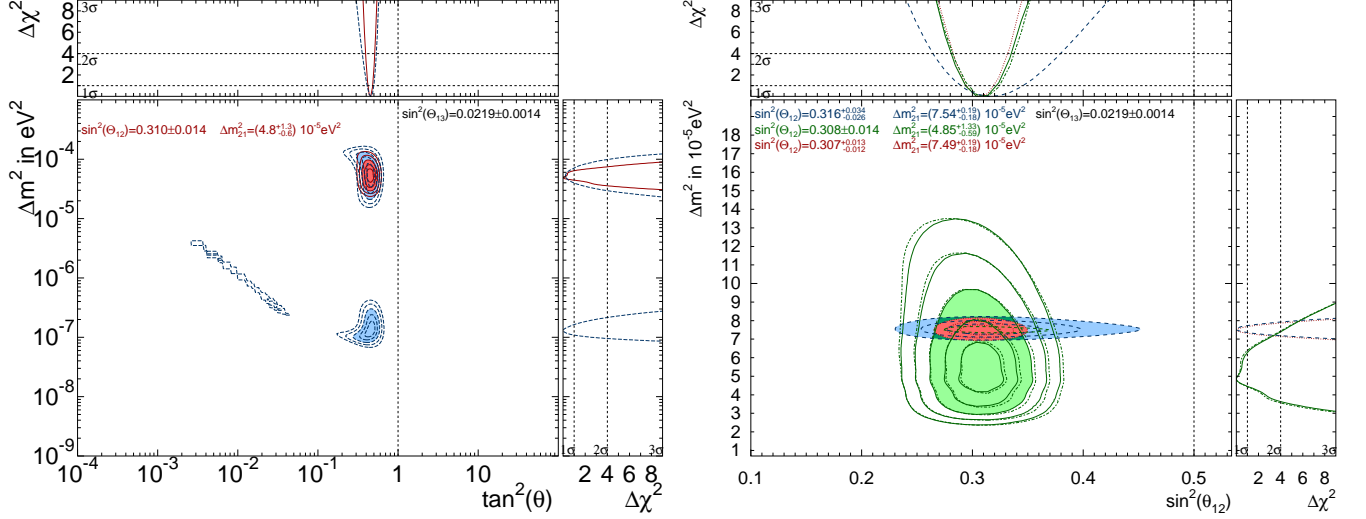 Δχ²
8
6
4
2
3σ
2σ
1σ
sin²(Θ₁₃)=0.0219±0.0014
sin²(Θ₁₂)=0.310±0.014 Δm²₂₁=(4.8⁺¹·³₋₀.₆) 10⁻⁵eV²
Δm² in eV²
10⁻⁴
10⁻⁵
10⁻⁶
10⁻⁷
10⁻⁸
10⁻⁹
10⁻⁴ 10⁻³ 10⁻² 10⁻¹ 1 10
tan²(θ)
1σ 2σ 3σ
2 4 6 8
Δχ²
Δχ²
8
6
4
2
3σ
2σ
1σ
sin²(Θ₁₂)=0.316⁺⁰·⁰³⁴₋₀.₀₂₆ Δm²₂₁=(7.54⁺⁰·¹⁹₋₀.₁₈) 10⁻⁵eV² sin²(Θ₁₃)=0.0219±0.0014
sin²(Θ₁₂)=0.308±0.014 Δm²₂₁=(4.85⁺¹·³³₋₀.₅₉) 10⁻⁵eV²
sin²(Θ₁₂)=0.307⁺⁰·⁰¹³₋₀.₀₁₂ Δm²₂₁=(7.49⁺⁰·¹⁹₋₀.₁₈) 10⁻⁵eV²
Δm² in 10⁻⁵eV²
18
17
16
15
14
13
12
11
10
9
8
7
6
5
4
3
2
1
0.1 0.2 0.3 0.4 0.5
sin²(θ₁₂)
1σ 2σ 3σ
2 4 6 8
Δχ²